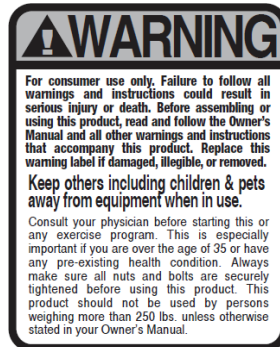 WARNING
For consumer use only. Failure to follow all
warnings and instructions could result in
serious injury or death. Before assembling or
using this product, read and follow the Owner's
Manual and all other warnings and instructions
that accompany this product. Replace this
warning label if damaged, illegible, or removed.
Keep others including children & pets
away from equipment when in use.
Consult your physician before starting this or
any exercise program. This is especially
important if you are over the age of 35 or have
any pre-existing health condition. Always
make sure all nuts and bolts are securely
tightened before using this product. This
product should not be used by persons
weighing more than 250 lbs. unless otherwise
stated in your Owner's Manual.